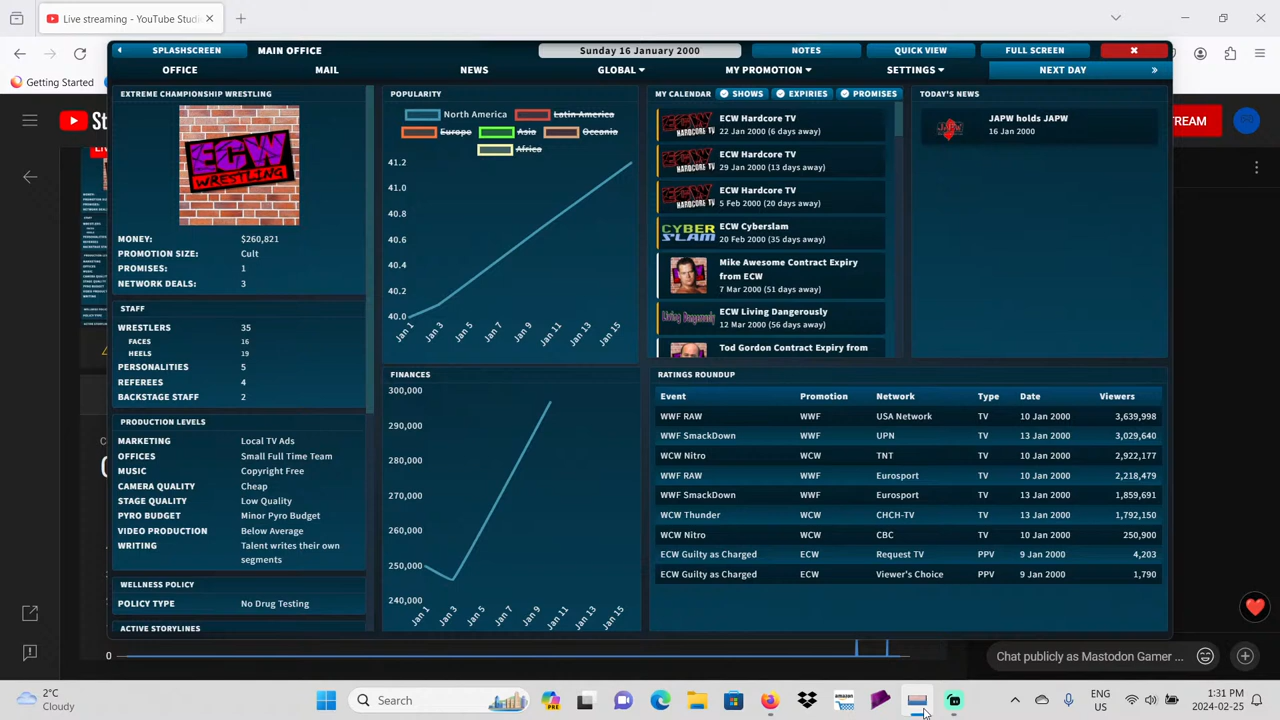 Live streaming - YouTube Studi
Getting Started
SPLASHSCREEN
MAIN OFFICE
Sunday 16 January 2000
NOTES
QUICK VIEW
FULL SCREEN
OFFICE
MAIL
NEWS
GLOBAL
MY PROMOTION
SETTINGS
NEXT DAY
EXTREME CHAMPIONSHIP WRESTLING
ECW
WRESTLING
MONEY: $260,821
PROMOTION SIZE: Cult
PROMISES: 1
NETWORK DEALS: 3
STAFF
WRESTLERS 35
FACES 16
HEELS 19
PERSONALITIES 5
REFEREES 4
BACKSTAGE STAFF 2
PRODUCTION LEVELS
MARKETING Local TV Ads
OFFICES Small Full Time Team
MUSIC Copyright Free
CAMERA QUALITY Cheap
STAGE QUALITY Low Quality
PYRO BUDGET Minor Pyro Budget
VIDEO PRODUCTION Below Average
WRITING Talent writes their own
segments
WELLNESS POLICY
POLICY TYPE No Drug Testing
ACTIVE STORYLINES
POPULARITY
North America Latin America
Europe Asia Oceania
Africa
41.2
41.0
40.8
40.6
40.4
40.2
40.0
Jan 1 Jan 3 Jan 5 Jan 7 Jan 9 Jan 11 Jan 13 Jan 15
FINANCES
300,000
290,000
280,000
270,000
260,000
250,000
240,000
Jan 1 Jan 3 Jan 5 Jan 7 Jan 9 Jan 11 Jan 13 Jan 15
MY CALENDAR SHOWS EXPIRIES PROMISES
ECW Hardcore TV
22 Jan 2000 (6 days away)
ECW Hardcore TV
29 Jan 2000 (13 days away)
ECW Hardcore TV
5 Feb 2000 (20 days away)
CYBER
SLAM
ECW Cyberslam
20 Feb 2000 (35 days away)
Mike Awesome Contract Expiry
from ECW
7 Mar 2000 (51 days away)
Living Dangerously
ECW Living Dangerously
12 Mar 2000 (56 days away)
Tod Gordon Contract Expiry from
TODAY'S NEWS
JAPW
JAPW holds JAPW
16 Jan 2000
RATINGS ROUNDUP
Event Promotion Network Type Date Viewers
WWF RAW WWF USA Network TV 10 Jan 2000 3,639,998
WWF SmackDown WWF UPN TV 13 Jan 2000 3,029,640
WCW Nitro WCW TNT TV 10 Jan 2000 2,922,177
WWF RAW WWF Eurosport TV 10 Jan 2000 2,218,479
WWF SmackDown WWF Eurosport TV 13 Jan 2000 1,859,691
WCW Thunder WCW CHCH-TV TV 13 Jan 2000 1,792,150
WCW Nitro WCW CBC TV 10 Jan 2000 250,900
ECW Guilty as Charged ECW Request TV PPV 9 Jan 2000 4,203
ECW Guilty as Charged ECW Viewer's Choice PPV 9 Jan 2000 1,790
0
Chat publicly as Mastodon Gamer ...
2°C
Cloudy
Search
PRE
amazon
ENG
US
1:31 PM
2024-02-25